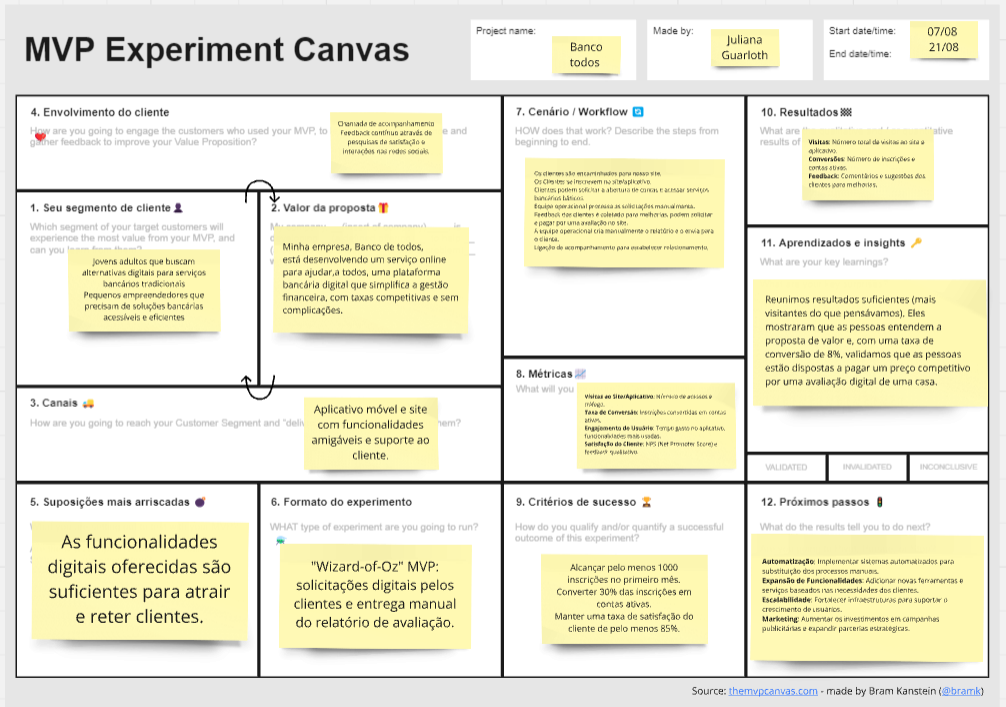 MVP Experiment Canvas
Project name:
Banco
todos
Made by:
Juliana
Guarloth
Start date/time:
End date/time:
07/08
21/08
4. Envolvimento do cliente
How are you going to engage the customers who used your MVP, to
e and
gather feedback to improve your Value Proposition?
Chamada de acompanhamento
Feedback contínuo através de
pesquisas de satisfação e
interações nas redes sociais.
1. Seu segmento de cliente
Which segment of your target customers will
experience the most value from your MVP, and
can you
Jovens adultos que buscam
alternativas digitais para serviços
bancários tradicionais
Pequenos empreendedores que
precisam de soluções bancárias
acessíveis e eficientes
2. Valor da proposta
Minha empresa, Banco de todos,
está desenvolvendo um serviço online
para ajudar,a todos, uma plataforma
bancária digital que simplifica a gestão
financeira, com taxas competitivas e sem
complicações.
3. Canais
How are you going to reach your Customer Segment and "deliv
hem?
Aplicativo móvel e site
com funcionalidades
amigáveis e suporte ao
cliente.
5. Suposições mais arriscadas
As funcionalidades
digitais oferecidas são
suficientes para atrair
e reter clientes.
6. Formato do experimento
WHAT type of experiment are you going to run?
"Wizard-of-Oz" MVP:
solicitações digitais pelos
clientes e entrega manual
do relatório de avaliação.
7. Cenário / Workflow
HOW does that work? Describe the steps from
beginning to end.
Os clientes são encaminhados para nosso site.
Os Clientes se inscrevem no site/aplicativo.
Clientes podem solicitar a abertura de contas e acessar serviços
bancários báticos.
Equipe operacional processa as solicitações manualmente.
Feedback das clientes é coletado para melhorias, podem solicitar
e pagar por uma avaliação no site.
A equipe operacional cria manualmente o relatório e o envia para
o cliente.
Ligação de acompanhamento para estabelecer relacionamento.
8. Métricas
What will you
Visitas ao Site/Aplicativo: Número de acessos e
tráfego.
Taxa de Conversão: Inscrições convertidas em contas
ativas.
Engajamento do Usuário: Tempo gasto no aplicativo,
funcionalidades mais usadas.
Satisfação do Cliente: NPS (Net Promoter Score) e
feedback qualitativo.
9. Critérios de sucesso
How do you qualify and/or quantify a successful
outcome of this experiment?
Alcançar pelo menos 1000
inscrições no primeiro mês.
Converter 30% das inscrições em
contas ativas.
Manter uma taxa de satisfação do
cliente de pelo menos 85%.
10. Resultados
What are
results of
Visitas: Número total de visitas ao site e
aplicativo.
Conversões: Número de inscrições e
contas ativas.
Feedback: Comentários e sugestões dos
clientes para melhorias.
11. Aprendizados e insights
What are your key learnings?
Reunimos resultados suficientes (mais
visitantes do que pensávamos). Eles
mostraram que as pessoas entendem a
proposta de valor e, com uma taxa de
conversão de 8%, validamos que as pessoas
estão dispostas a pagar um preço competitivo
por uma avaliação digital de uma casa.
VALIDATED
INVALIDATED
INCONCLUSIVE
12. Próximos passos
What do the results tell you to do next?
Automatização: Implementar sistemas automatizados para
substituição dos processos manuais.
Expansão de Funcionalidades: Adicionar novas ferramentas e
serviços baseados nas necessidades dos clientes.
Escalabilidade: Fortalecer infraestruturas para suportar o
crescimento de usuários.
Marketing: Aumentar os investimentos em campanhas
publicitárias e expandir parcerias estratégicas.
Source: themvpcanvas.com - made by Bram Kanstein (@bramk)